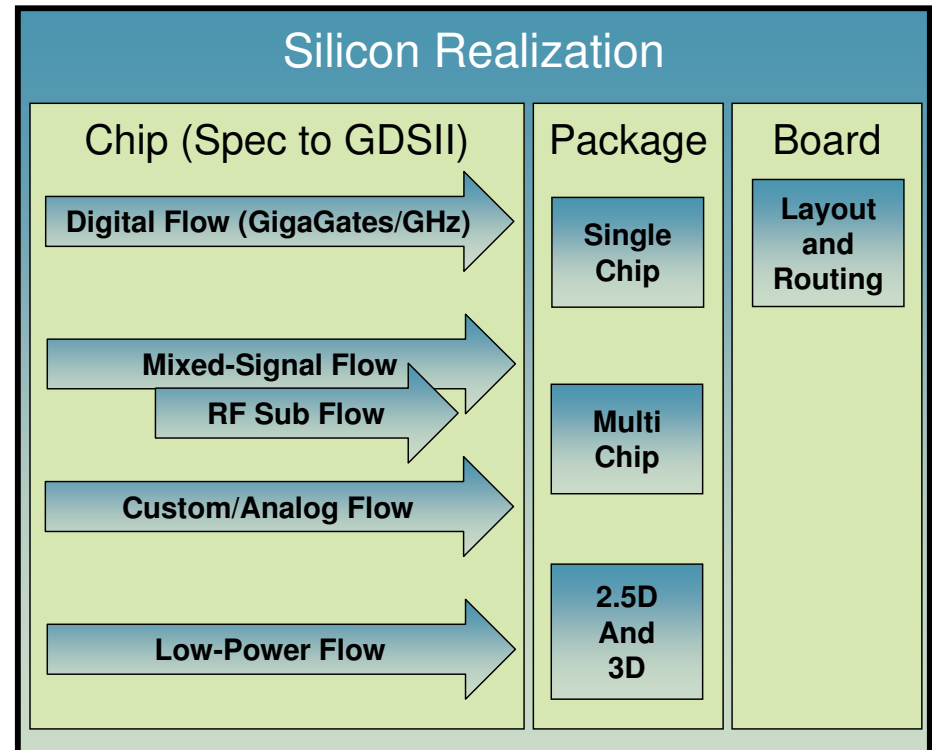 Silicon Realization
Chip (Spec to GDSII)
Digital Flow (GigaGates/GHz)
Mixed-Signal Flow
RF Sub Flow
Custom/Analog Flow
Low-Power Flow
Package
Single
Chip
Multi
Chip
2.5D
And
3D
Board
Layout
and
Routing